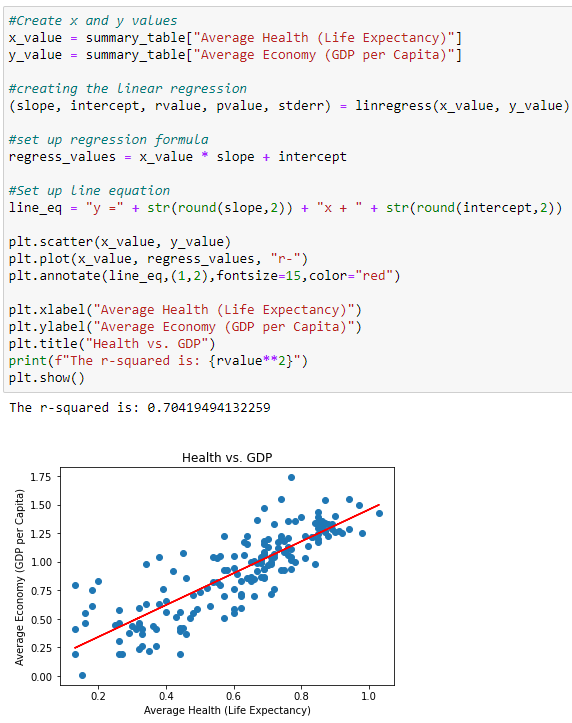 #Create x and y values
x_value = summary_table["Average Health (Life Expectancy)"]
y_value = summary_table["Average Economy (GDP per Capita)"]
#creating the linear regression
(slope, intercept, rvalue, pvalue, stderr) = linregress(x_value, y_value)
#set up regression formula
regress_values = x_value * slope + intercept
#Set up line equation
line_eq = "y =" + str(round(slope,2)) + "x + " + str(round(intercept,2))
plt.scatter(x_value, y_value)
plt.plot(x_value, regress_values, "r-")
plt.annotate(line_eq,(1,2),fontsize=15,color="red")
plt.xlabel("Average Health (Life Expectancy)")
plt.ylabel("Average Economy (GDP per Capita)")
plt.title("Health vs. GDP")
print(f"The r-squared is: {rvalue**2}")
plt.show()
The r-squared is: 0.70419494132259
Health vs. GDP
Average Economy (GDP per Capita)
1.75
1.50
1.25
1.00
0.75
0.50
0.25
0.00
0.2 0.4 0.6 0.8 1.0
Average Health (Life Expectancy)